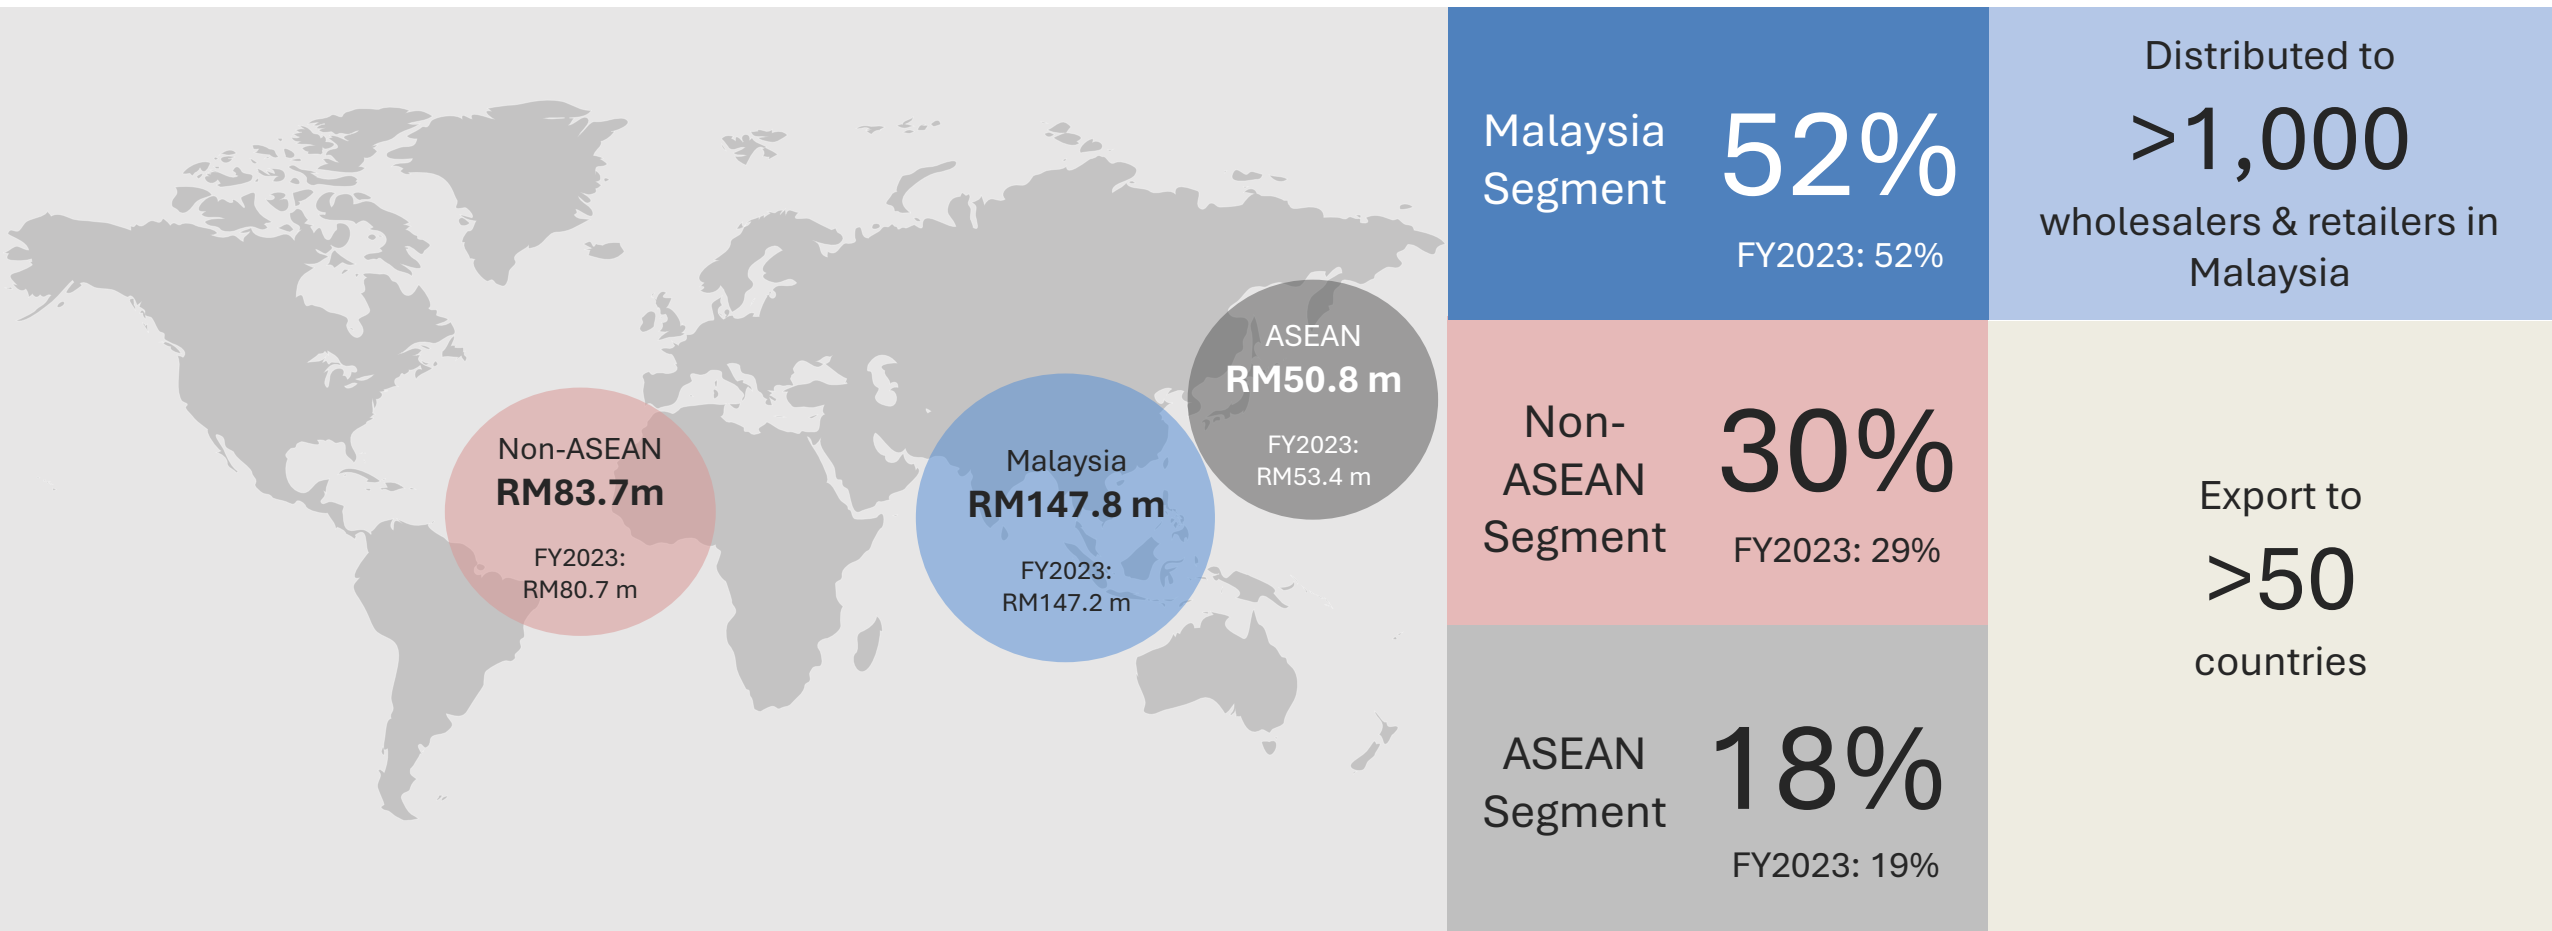 Non-ASEAN
RM83.7m
FY2023:
RM80.7 m
Malaysia
RM147.8 m
FY2023:
RM147.2 m
ASEAN
RM50.8 m
FY2023:
RM53.4 m
Malaysia
Segment
52%
FY2023: 52%
Distributed to
>1,000
wholesalers & retailers in
Malaysia
Non-
ASEAN
Segment
30%
FY2023: 29%
Export to
>50
countries
ASEAN
Segment
18%
FY2023: 19%